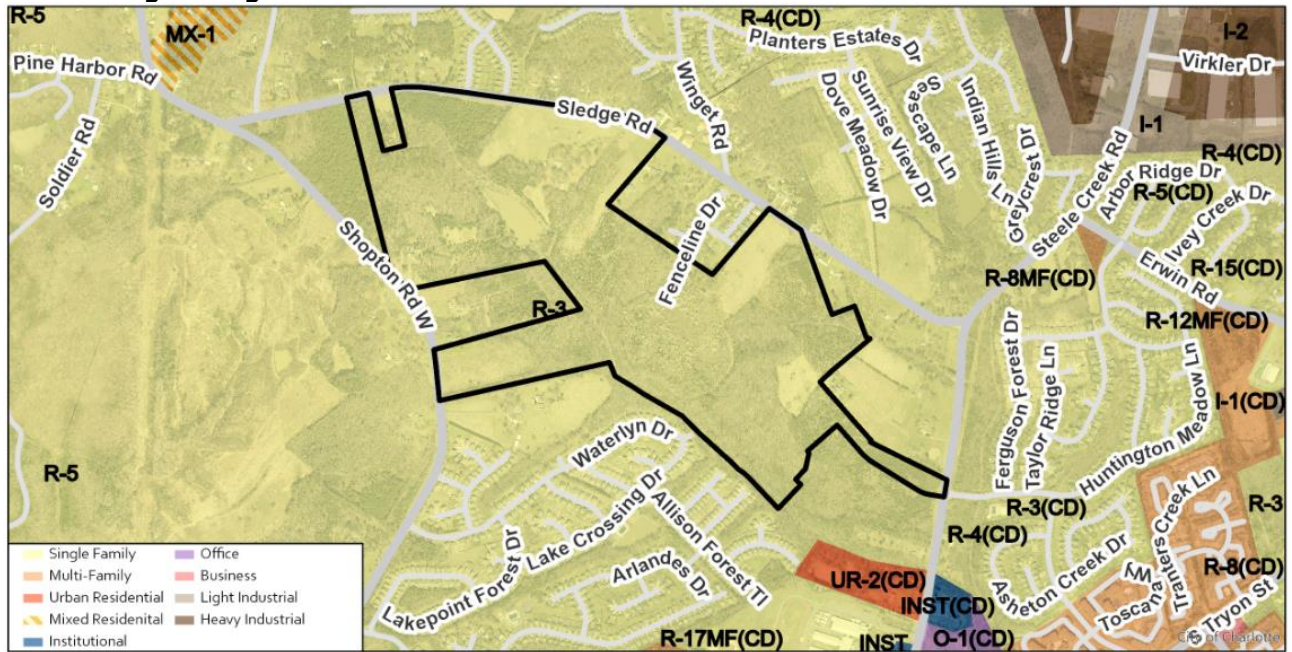 R-5
MX-1
R-4(CD)
I-2
Pine Harbor Rd
Planters Estates Dr
Virkler Dr
Soldier Rd
Sledge Rd
Winget Rd
Dove Meadow Dr
Sunrise View Dr
Seascape Ln
Indian Hills Ln
Greycrest Dr
I-1
Steele Creek Rd
R-4(CD)
Arbor Ridge Dr
R-5(CD)
Ivey Creek Dr
Shopton Rd W
Fenceline Dr
R-8MF(CD)
Erwin Rd
R-15(CD)
R-3
R-12MF(CD)
Ferguson Forest Dr
Taylor Ridge Ln
Huntington Meadow Ln
I-1(CD)
R-5
Waterlyn Dr
Lake Crossing Dr
Allison Forest Tl
Lakepoint Forest Dr
Arlandes Dr
R-3(CD)
R-3
R-4(CD)
Asheton Creek Dr
Toscana Wy
Tranters Creek Ln
R-8(CD)
S Tryon St
UR-2(CD)
INST(CD)
R-17MF(CD)
INST
O-1(CD)
City of Charlotte
Single Family
Multi-Family
Urban Residential
Mixed Residenital
Institutional
Office
Business
Light Industrial
Heavy Industrial